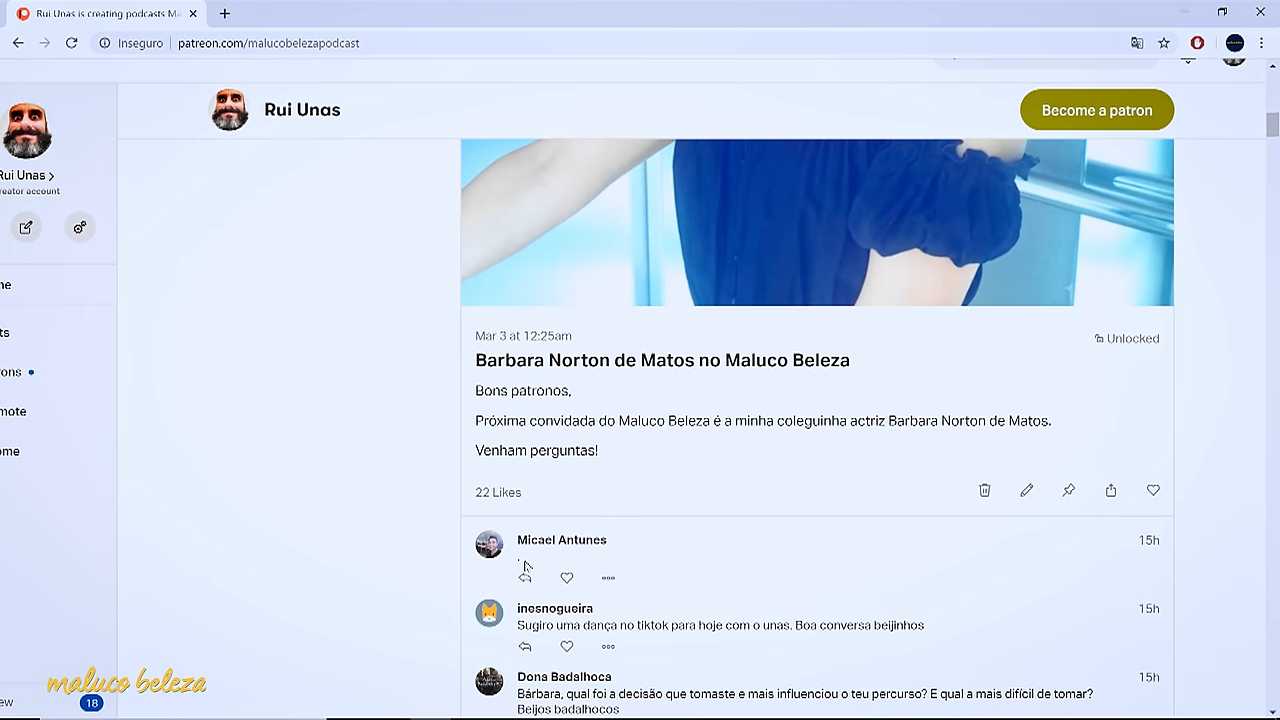 Rui Unas is creating podcasts Ma
Inseguro
patreon.com/malucobelezapodcast
Rui Unas
Become a patron
Rui Unas
reator account
me
ts
rons
mote
ome
ew
18
Mar 3 at 12:25am
Unlocked
Barbara Norton de Matos no Maluco Beleza
Bons patronos,
Próxima convidada do Maluco Beleza é a minha coleguinha actriz Barbara Norton de Matos.
Venham perguntas!
22 Likes
Micael Antunes
15h
.
inesnogueira
15h
Sugiro uma dança no tiktok para hoje com o unas. Boa conversa beijinhos
Dona Badalhoca
15h
Bárbara, qual foi a decisão que tomaste e mais influenciou o teu percurso? E qual a mais difícil de tomar?
Beijos badalhocos
maluco beleza